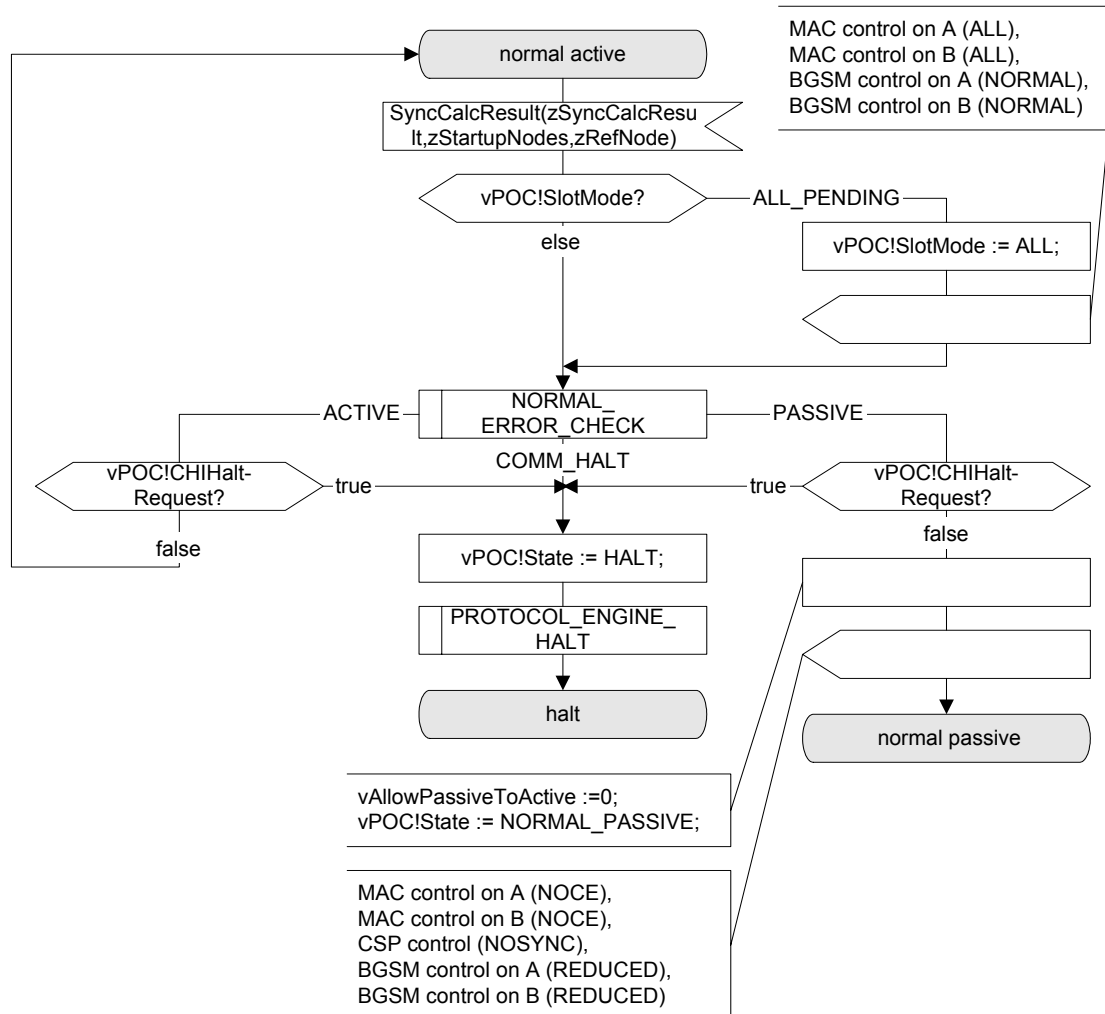 MAC control on A (ALL),
MAC control on B (ALL),
BGSM control on A (NORMAL),
BGSM control on B (NORMAL)
normal active
SyncCalcResult(zSyncCalcResu
lt,zStartupNodes,zRefNode)
vPOC!SlotMode?
ALL_PENDING
else
vPOC!SlotMode := ALL;
ACTIVE
NORMAL_
ERROR_CHECK
PASSIVE
COMM_HALT
vPOC!CHIHalt-
Request?
true
true
vPOC!CHIHalt-
Request?
false
false
vPOC!State := HALT;
PROTOCOL_ENGINE_
HALT
halt
normal passive
vAllowPassiveToActive :=0;
vPOC!State := NORMAL_PASSIVE;
MAC control on A (NOCE),
MAC control on B (NOCE),
CSP control (NOSYNC),
BGSM control on A (REDUCED),
BGSM control on B (REDUCED)